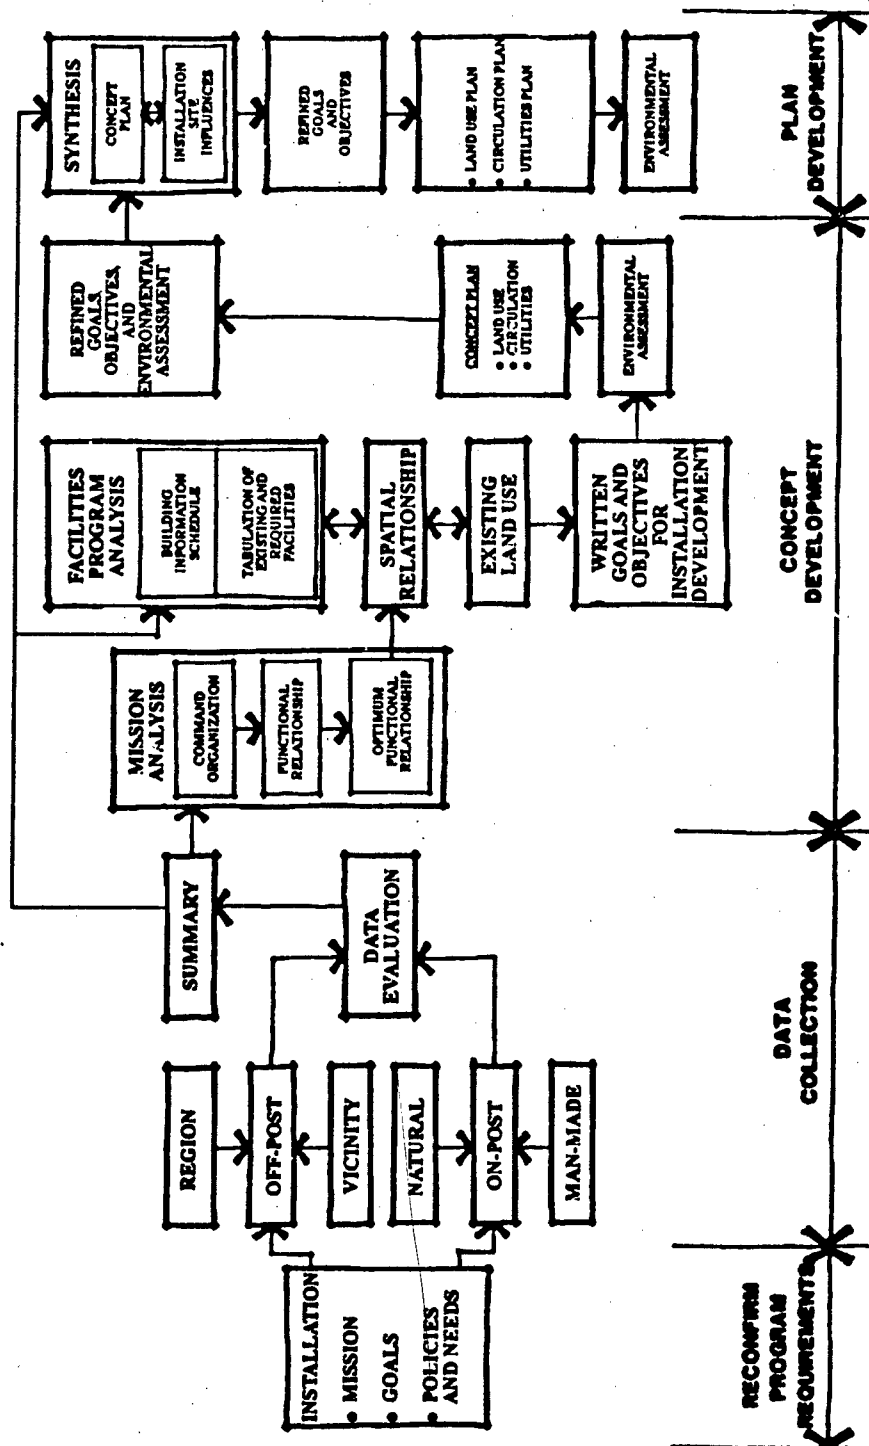 INSTALLATION
• MISSION
• GOALS
• POLICIES
AND NEEDS
REGION
OFF-POST
VICINITY
NATURAL
ON-POST
MAN-MADE
SUMMARY
DATA
EVALUATION
MISSION
ANALYSIS
COMMAND
ORGANIZATION
FUNCTIONAL
RELATIONSHIP
OPTIMUM
FUNCTIONAL
RELATIONSHIP
FACILITIES
PROGRAM
ANALYSIS
BUILDING
INFORMATION
SCHEDULE
TABULATION OF
EXISTING AND
REQUIRED
FACILITIES
SPATIAL
RELATIONSHIP
EXISTING
LAND USE
WRITTEN
GOALS AND
OBJECTIVES
FOR
INSTALLATION
DEVELOPMENT
REFINED
GOALS,
OBJECTIVES,
AND
ENVIRONMENTAL
ASSESSMENT
CONCEPT PLAN
• LAND USE
• CIRCULATION
• UTILITIES
ENVIRONMENTAL
ASSESSMENT
SYNTHESIS
CONCEPT
PLAN
INSTALLATION
SITE
INFLUENCES
REFINED
GOALS
AND
OBJECTIVES
• LAND USE PLAN
• CIRCULATION PLAN
• UTILITIES PLAN
ENVIRONMENTAL
ASSESSMENT
RECONFIRM
PROGRAM
REQUIREMENTS
DATA
COLLECTION
CONCEPT
DEVELOPMENT
PLAN
DEVELOPMENT